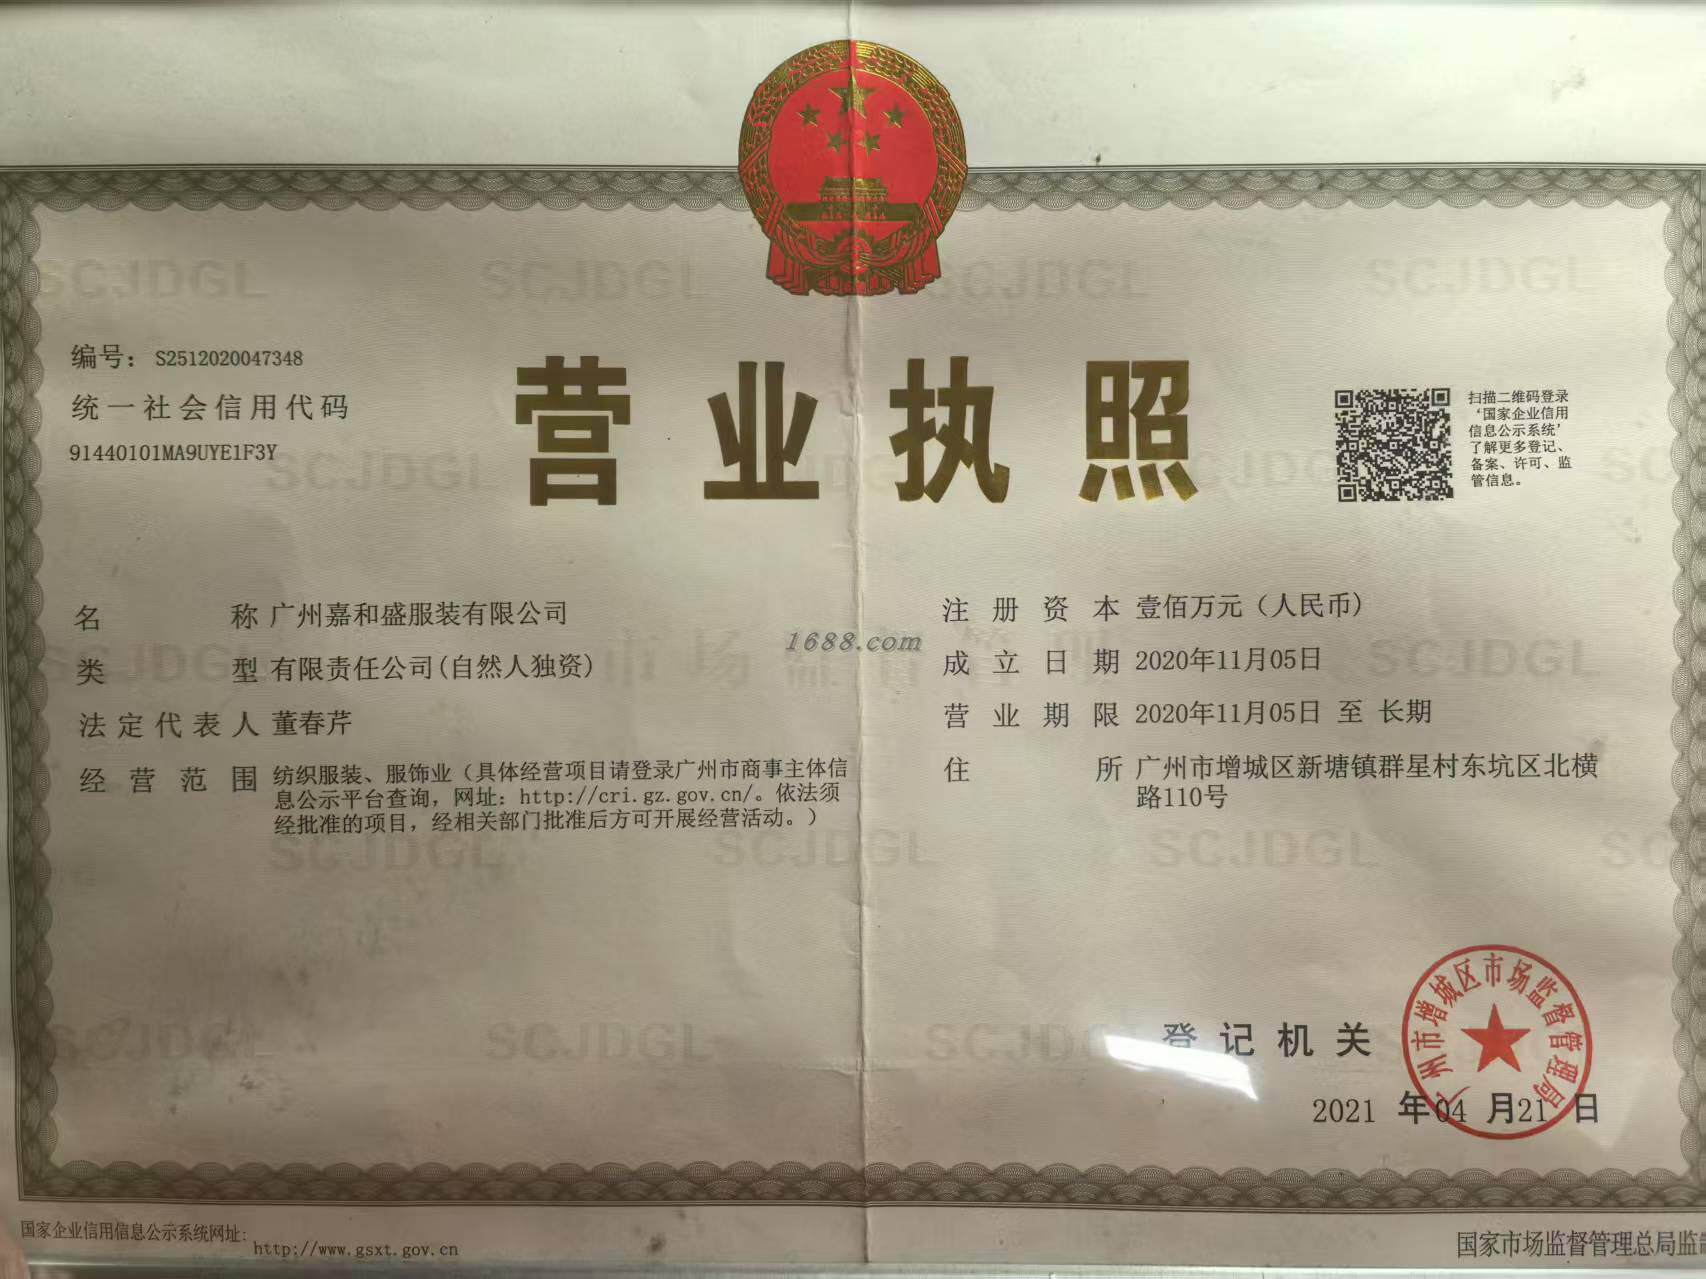 编号：S2512020047348
统一社会信用代码
91440101MA9UYE1F3Y
营业执照
扫描二维码登录
‘国家企业信用
信息公示系统’
了解更多登记、
备案、许可、监
管信息。
名称 广州嘉和盛服装有限公司
类型 有限责任公司(自然人独资)
法定代表人 董春芹
经营范围 纺织服装、服饰业（具体经营项目请登录广州市商事主体信
息公示平台查询，网址：http://cri.gz.gov.cn/。依法须
经批准的项目，经相关部门批准后方可开展经营活动。）
注册资本 壹佰万元（人民币）
成立日期 2020年11月05日
营业期限 2020年11月05日 至 长期
住所 广州市增城区新塘镇群星村东坑区北横
路110号
1688.com
登记机关
广州市增城区市场监督管理局
2021 年04 月21 日
国家企业信用信息公示系统网址：
http://www.gsxt.gov.cn
国家市场监督管理总局监制
SCJDGL